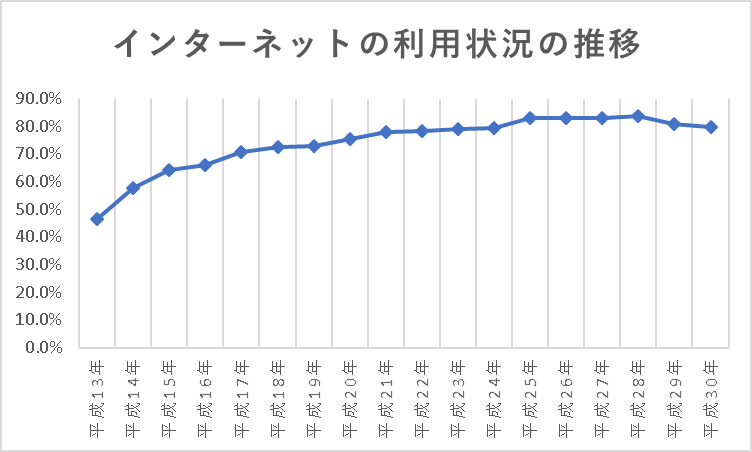 インターネットの利用状況の推移
90.0%
80.0%
70.0%
60.0%
50.0%
40.0%
30.0%
20.0%
10.0%
0.0%
平成13年
平成14年
平成15年
平成16年
平成17年
平成18年
平成19年
平成20年
平成21年
平成22年
平成23年
平成24年
平成25年
平成26年
平成27年
平成28年
平成29年
平成30年